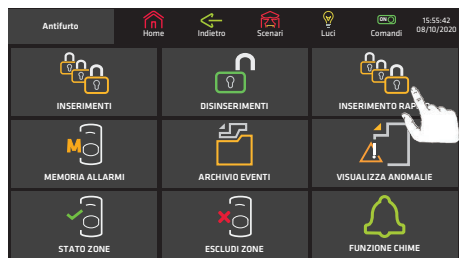 Antifurto
Home
Indietro
Scenari
Luci
ON
Comandi
15:55:42
08/10/2020
INSERIMENTI
DISINSERIMENTI
INSERIMENTO
M
MEMORIA ALLARMI
ARCHIVIO EVENTI
VISUALIZZA ANOMALIE
STATO ZONE
ESCLUDI ZONE
FUNZIONE CHIME